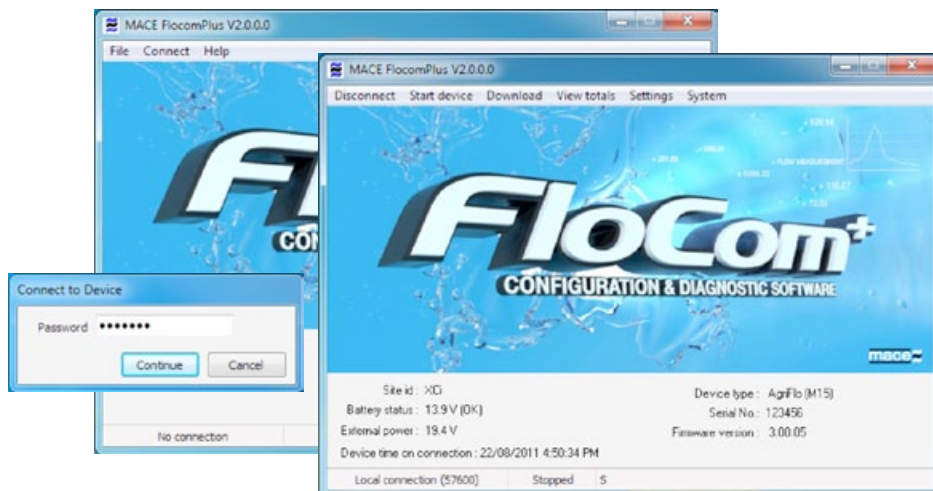 MACE FlocomPlus V2.0.0.0
File Connect Help
MACE FlocomPlus V2.0.0.0
Disconnect Start device Download View totals Settings System
FloCom+
CONFIGURATION & DIAGNOSTIC SOFTWARE
mace
Connect to Device
Password •••••••
Continue Cancel
No connection
Site id : XCi
Battery status : 13.9 V (OK)
External power : 19.4 V
Device time on connection : 22/08/2011 4:50:34 PM
Device type : AgriFlo (M15)
Serial No.: 123456
Firmware version : 3.00.05
Local connection (57600) Stopped S